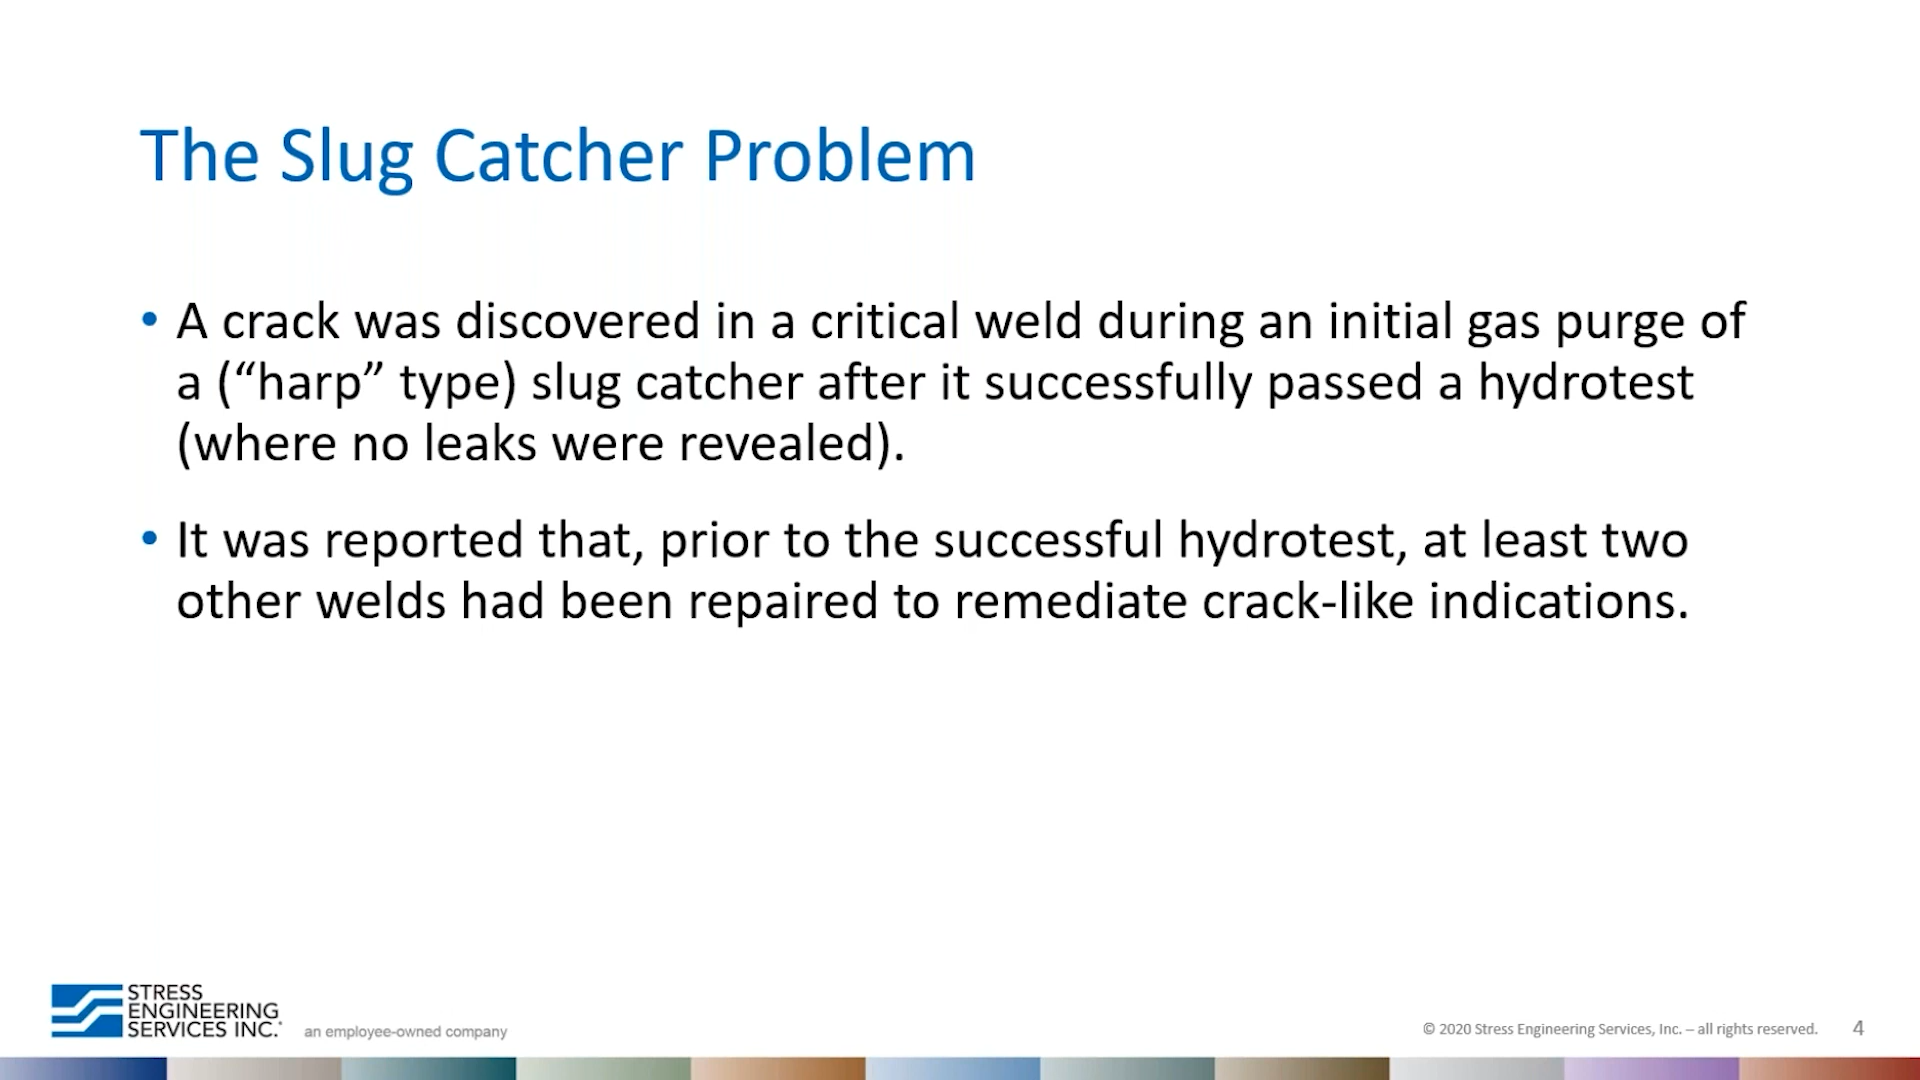 The Slug Catcher Problem
• A crack was discovered in a critical weld during an initial gas purge of
a (“harp” type) slug catcher after it successfully passed a hydrotest
(where no leaks were revealed).
• It was reported that, prior to the successful hydrotest, at least two
other welds had been repaired to remediate crack-like indications.
STRESS
ENGINEERING
SERVICES INC.
an employee-owned company
© 2020 Stress Engineering Services, Inc. – all rights reserved.
4